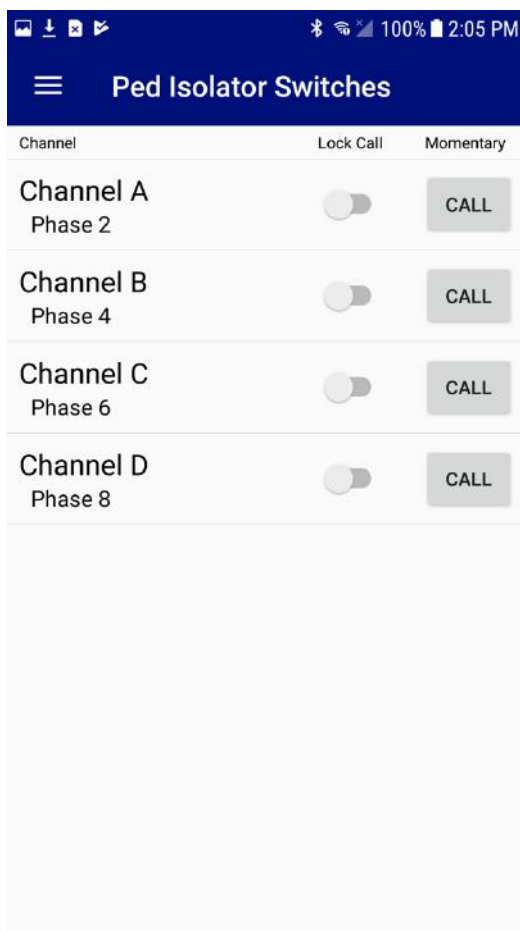 100% 2:05 PM
Ped Isolator Switches
Channel Lock Call Momentary
Channel A
Phase 2
CALL
Channel B
Phase 4
CALL
Channel C
Phase 6
CALL
Channel D
Phase 8
CALL